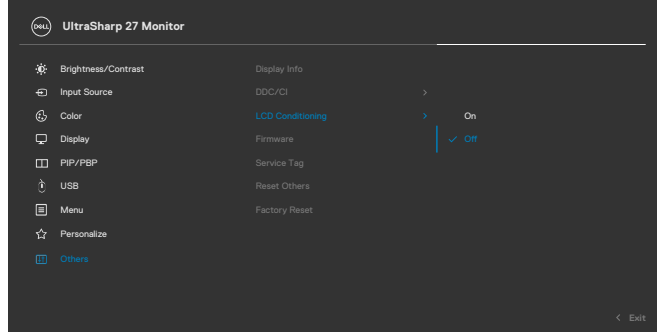 DELL UltraSharp 27 Monitor
Brightness/Contrast
Input Source
Color
Display
PIP/PBP
USB
Menu
Personalize
Others
Display Info
DDC/CI
LCD Conditioning
Firmware
Service Tag
Reset Others
Factory Reset
On
Off
Exit